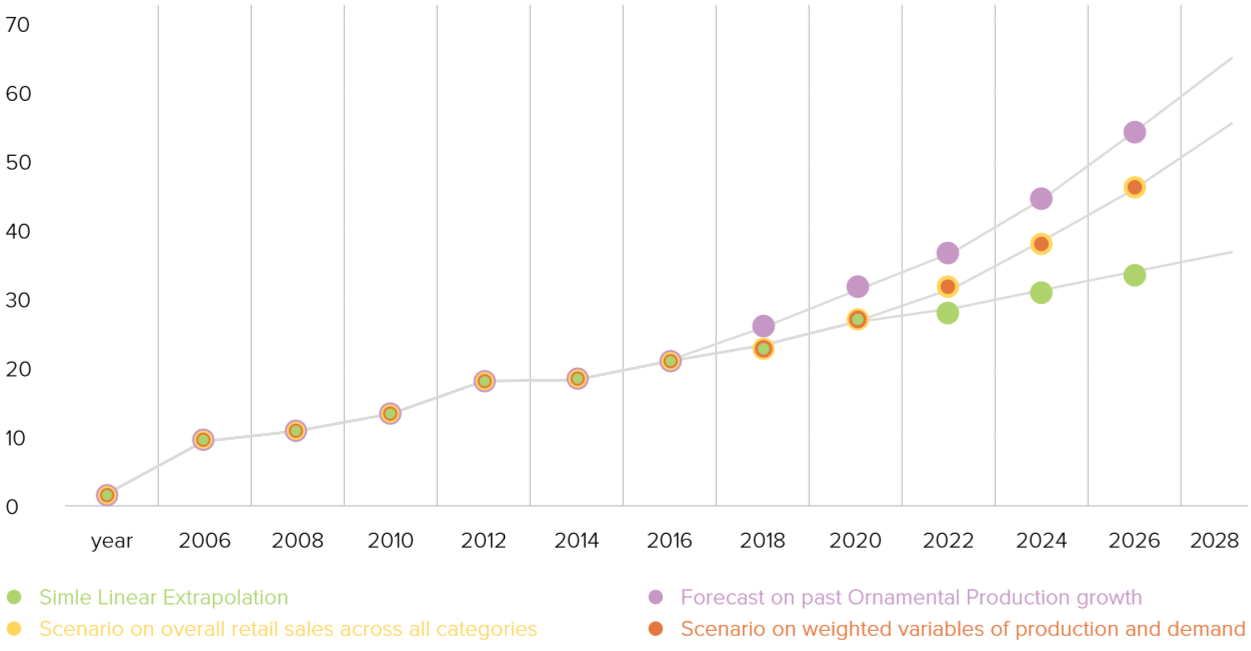 70
60
50
40
30
20
10
0
year 2006 2008 2010 2012 2014 2016 2018 2020 2022 2024 2026 2028
Simle Linear Extrapolation
Forecast on past Ornamental Production growth
Scenario on overall retail sales across all categories
Scenario on weighted variables of production and demand